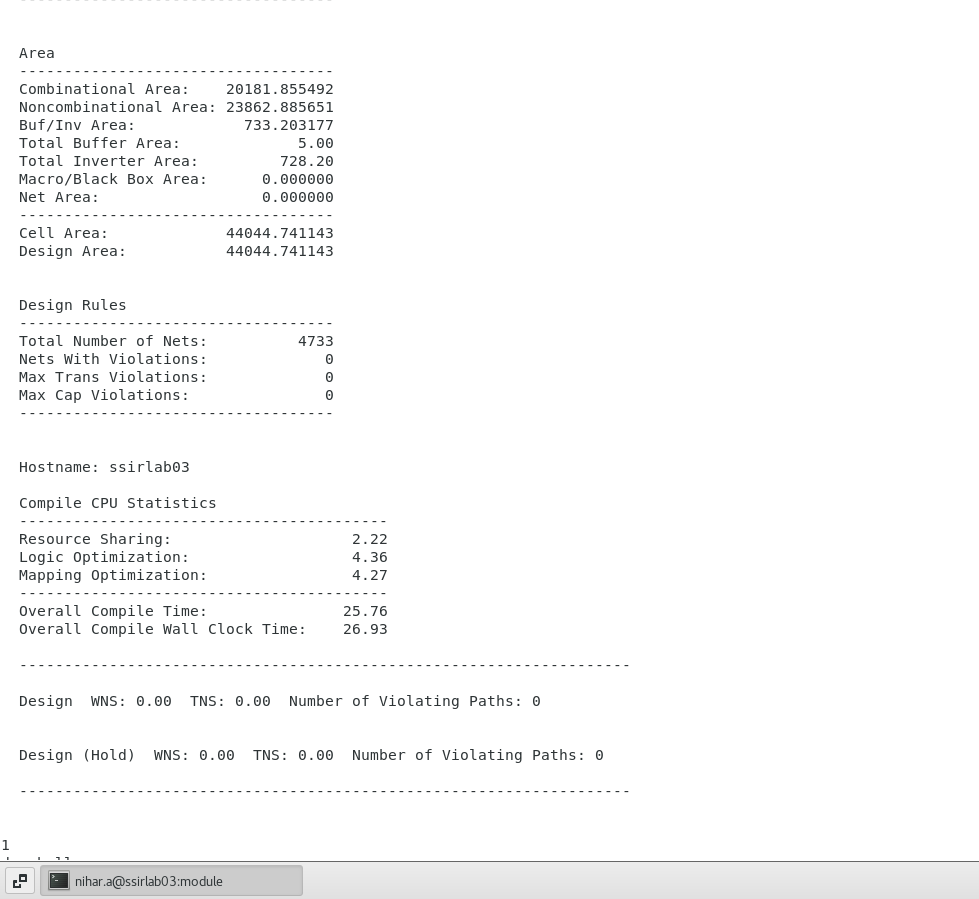 -----------------------------------
Area
-----------------------------------
Combinational Area:    20181.855492
Noncombinational Area: 23862.885651
Buf/Inv Area:            733.203177
Total Buffer Area:             5.00
Total Inverter Area:         728.20
Macro/Black Box Area:      0.000000
Net Area:                  0.000000
-----------------------------------
Cell Area:             44044.741143
Design Area:           44044.741143
Design Rules
-----------------------------------
Total Number of Nets:          4733
Nets With Violations:             0
Max Trans Violations:             0
Max Cap Violations:               0
-----------------------------------
Hostname: ssirlab03
Compile CPU Statistics
-----------------------------------------
Resource Sharing:                    2.22
Logic Optimization:                  4.36
Mapping Optimization:                4.27
-----------------------------------------
Overall Compile Time:               25.76
Overall Compile Wall Clock Time:    26.93
--------------------------------------------------------------------
Design  WNS: 0.00  TNS: 0.00  Number of Violating Paths: 0
Design (Hold)  WNS: 0.00  TNS: 0.00  Number of Violating Paths: 0
--------------------------------------------------------------------
1
nihar.a@ssirlab03:module